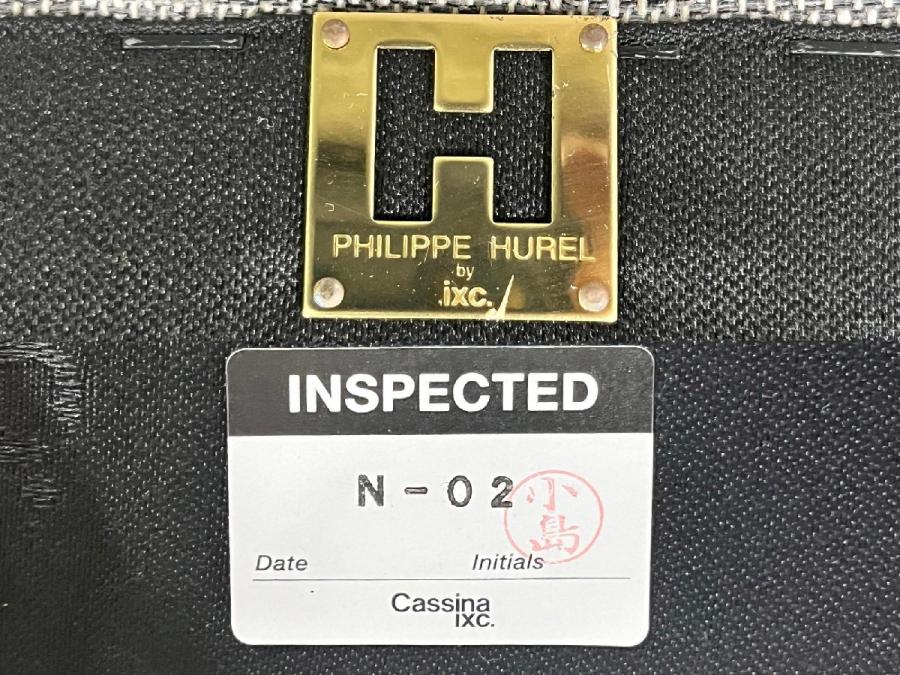 H
PHILIPPE HUREL
by
.ixc.
INSPECTED
N-02
小島
Date Initials
Cassina
IXC.